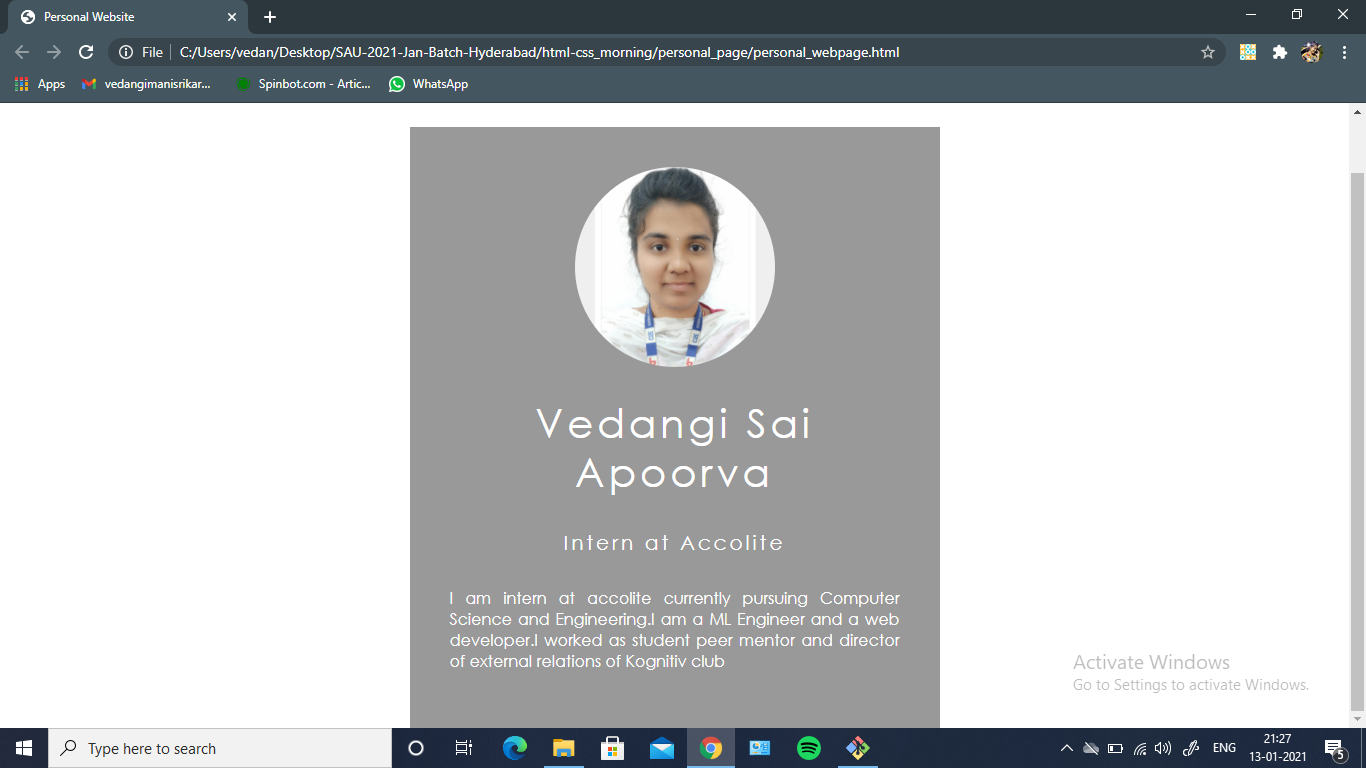 Personal Website
File
C:/Users/vedan/Desktop/SAU-2021-Jan-Batch-Hyderabad/html-css_morning/personal_page/personal_webpage.html
Apps
vedangimanisrikar...
Spinbot.com - Artic...
WhatsApp
Vedangi Sai
Apoorva
Intern at Accolite
I am intern at accolite currently pursuing Computer
Science and Engineering.I am a ML Engineer and a web
developer.I worked as student peer mentor and director
of external relations of Kognitiv club
Activate Windows
Go to Settings to activate Windows.
Type here to search
ENG
21:27
13-01-2021
5